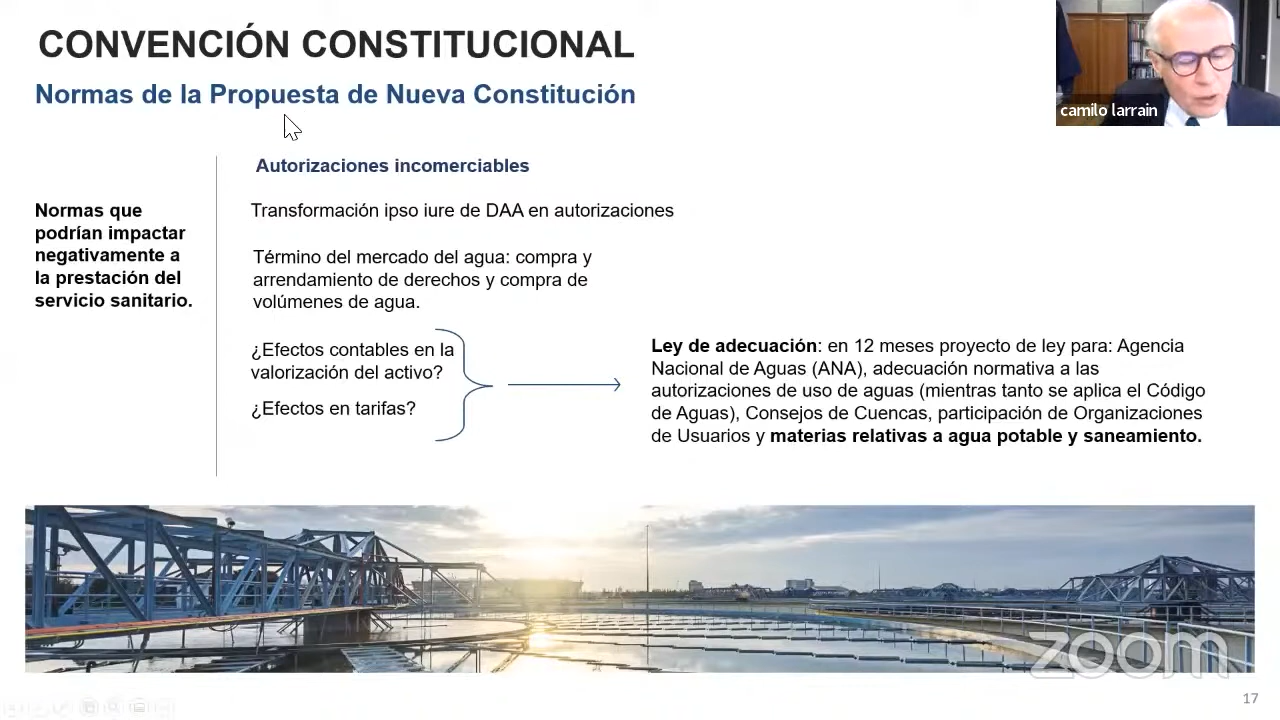 CONVENCIÓN CONSTITUCIONAL
Normas de la Propuesta de Nueva Constitución
camilo larrain
Autorizaciones incomerciables
Normas que
podrían impactar
negativamente a
la prestación del
servicio sanitario.
Transformación ipso iure de DAA en autorizaciones
Término del mercado del agua: compra y
arrendamiento de derechos y compra de
volúmenes de agua.
¿Efectos contables en la
valorización del activo?
¿Efectos en tarifas?
Ley de adecuación: en 12 meses proyecto de ley para: Agencia
Nacional de Aguas (ANA), adecuación normativa a las
autorizaciones de uso de aguas (mientras tanto se aplica el Código
de Aguas), Consejos de Cuencas, participación de Organizaciones
de Usuarios y materias relativas a agua potable y saneamiento.
zoom
17